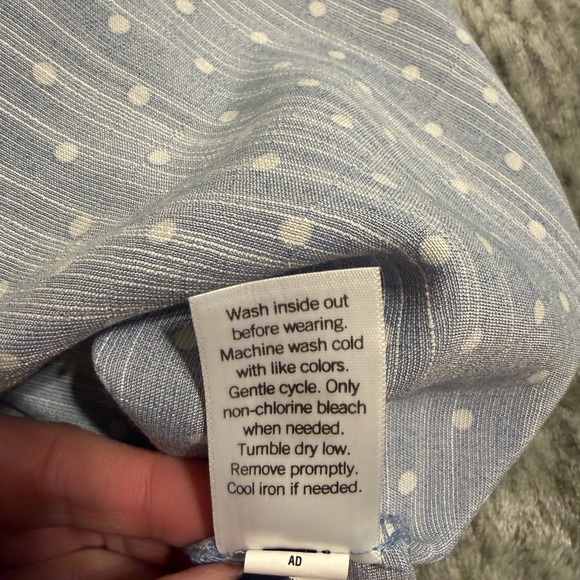 Wash inside out
before wearing.
Machine wash cold
with like colors.
Gentle cycle. Only
non-chlorine bleach
when needed.
Tumble dry low.
Remove promptly.
Cool iron if needed.
AD